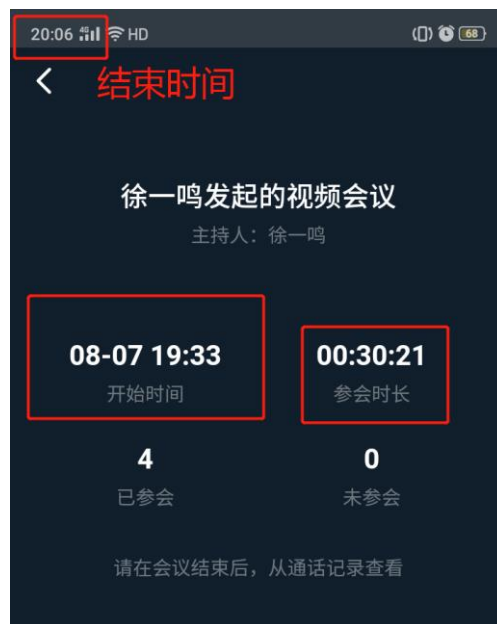 20:06 4G HD 68
结束时间
徐一鸣发起的视频会议
主持人：徐一鸣
08-07 19:33 00:30:21
开始时间 参会时长
4 0
已参会 未参会
请在会议结束后，从通话记录查看